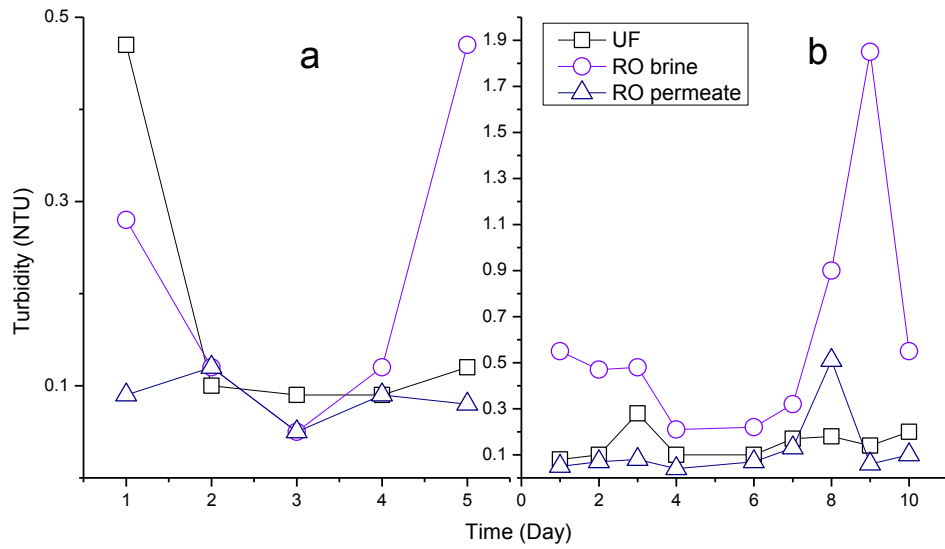 0.5
0.3
0.1
Turbidity (NTU)
a
1 2 3 4 5
UF
RO brine
RO permeate
b
1.9
1.7
1.5
1.3
1.1
0.9
0.7
0.5
0.3
0.1
0 2 4 6 8 10
Time (Day)